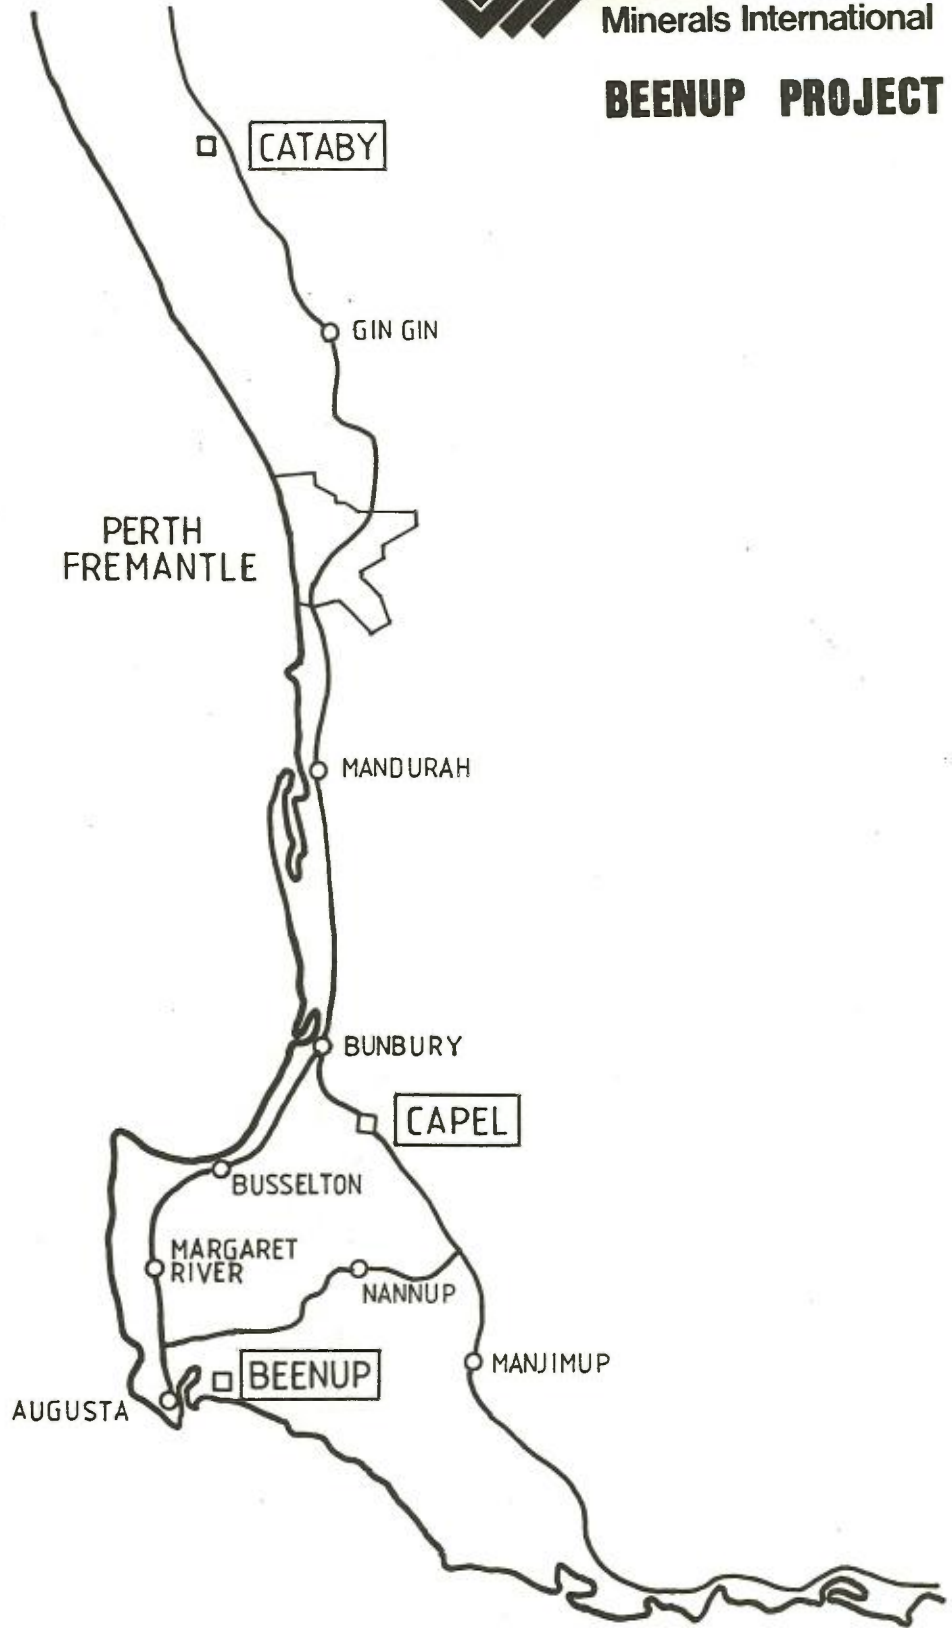 Minerals International
BEENUP PROJECT
CATABY
GIN GIN
PERTH
FREMANTLE
MANDURAH
BUNBURY
CAPEL
BUSSELTON
MARGARET
RIVER
NANNUP
BEENUP
MANJIMUP
AUGUSTA